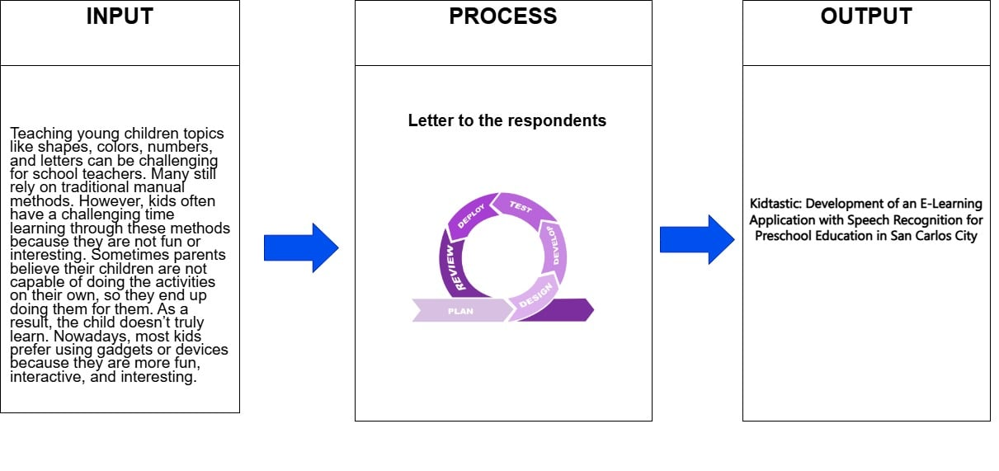 INPUT
Teaching young children topics
like shapes, colors, numbers,
and letters can be challenging
for school teachers. Many still
rely on traditional manual
methods. However, kids often
have a challenging time
learning through these methods
because they are not fun or
interesting. Sometimes parents
believe their children are not
capable of doing the activities
on their own, so they end up
doing them for them. As a
result, the child doesn't truly
learn. Nowadays, most kids
prefer using gadgets or devices
because they are more fun,
interactive, and interesting.
PROCESS
Letter to the respondents
PLAN
DESIGN
DEVELOP
TEST
DEPLOY
REVIEW
OUTPUT
Kidtastic: Development of an E-Learning
Application with Speech Recognition for
Preschool Education in San Carlos City